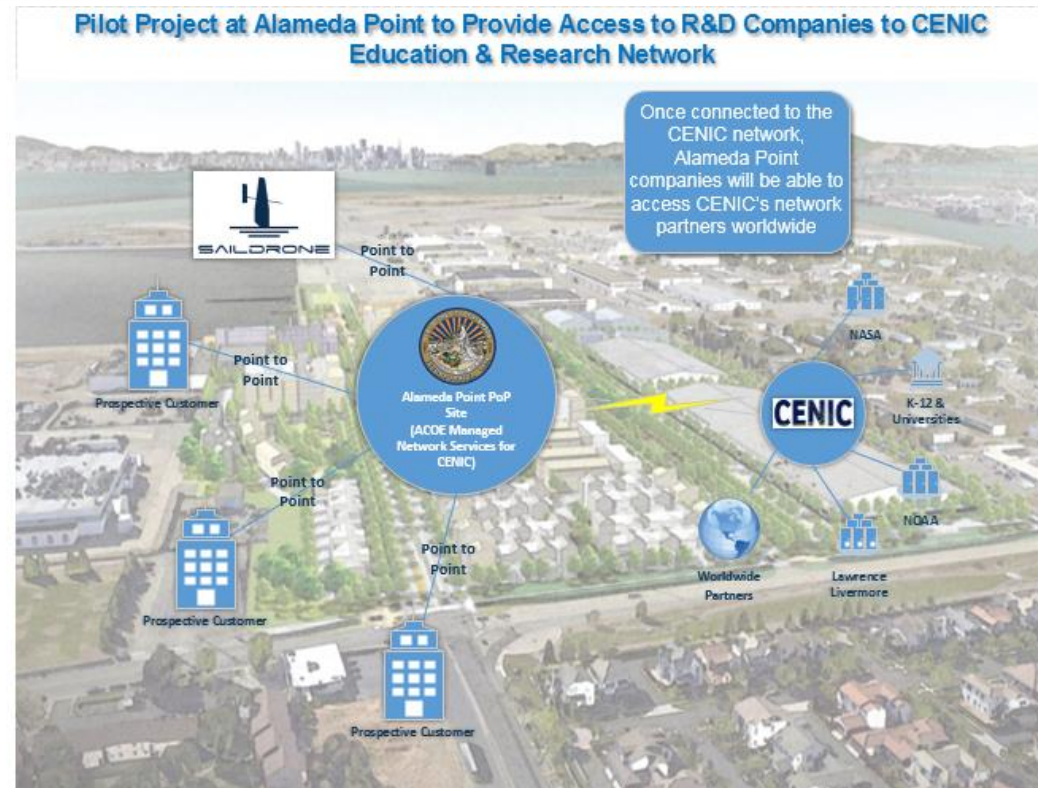 Pilot Project at Alameda Point to Provide Access to R&D Companies to CENIC
Education & Research Network
Once connected to the
CENIC network,
Alameda Point
companies will be able to
access CENIC's network
partners worldwide
SAILDRONE
Point to
Point
NASA
Point to
Point
Prospective Customer
Alameda Point PoP
Site
(ACOE Managed
Network Services for
CENIC)
CENIC
K-12 &
Universities
Point to
Point
NOAA
Point to
Point
Worldwide
Partners
Lawrence
Livermore
Prospective Customer
Prospective Customer